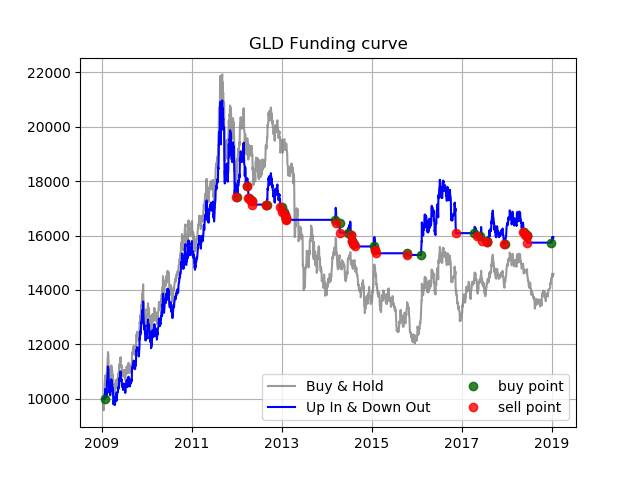 GLD Funding curve
22000
20000
18000
16000
14000
12000
10000
2009 2011 2013 2015 2017 2019
Buy & Hold
Up In & Down Out
buy point
sell point